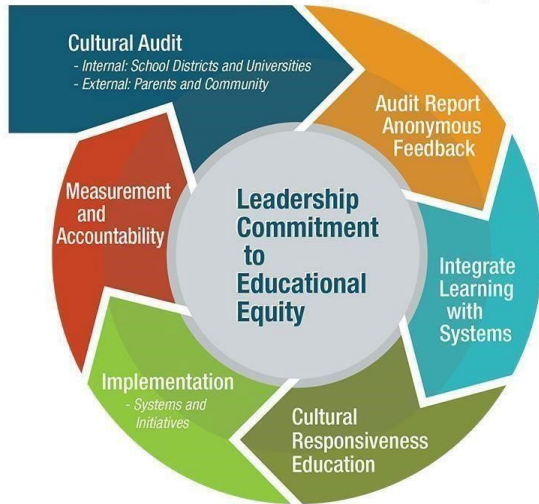 Cultural Audit
- Internal: School Districts and Universities
- External: Parents and Community
Audit Report
Anonymous
Feedback
Integrate
Learning
with
Systems
Cultural
Responsiveness
Education
Implementation
- Systems and
Initiatives
Measurement
and
Accountability
Leadership
Commitment
to
Educational
Equity